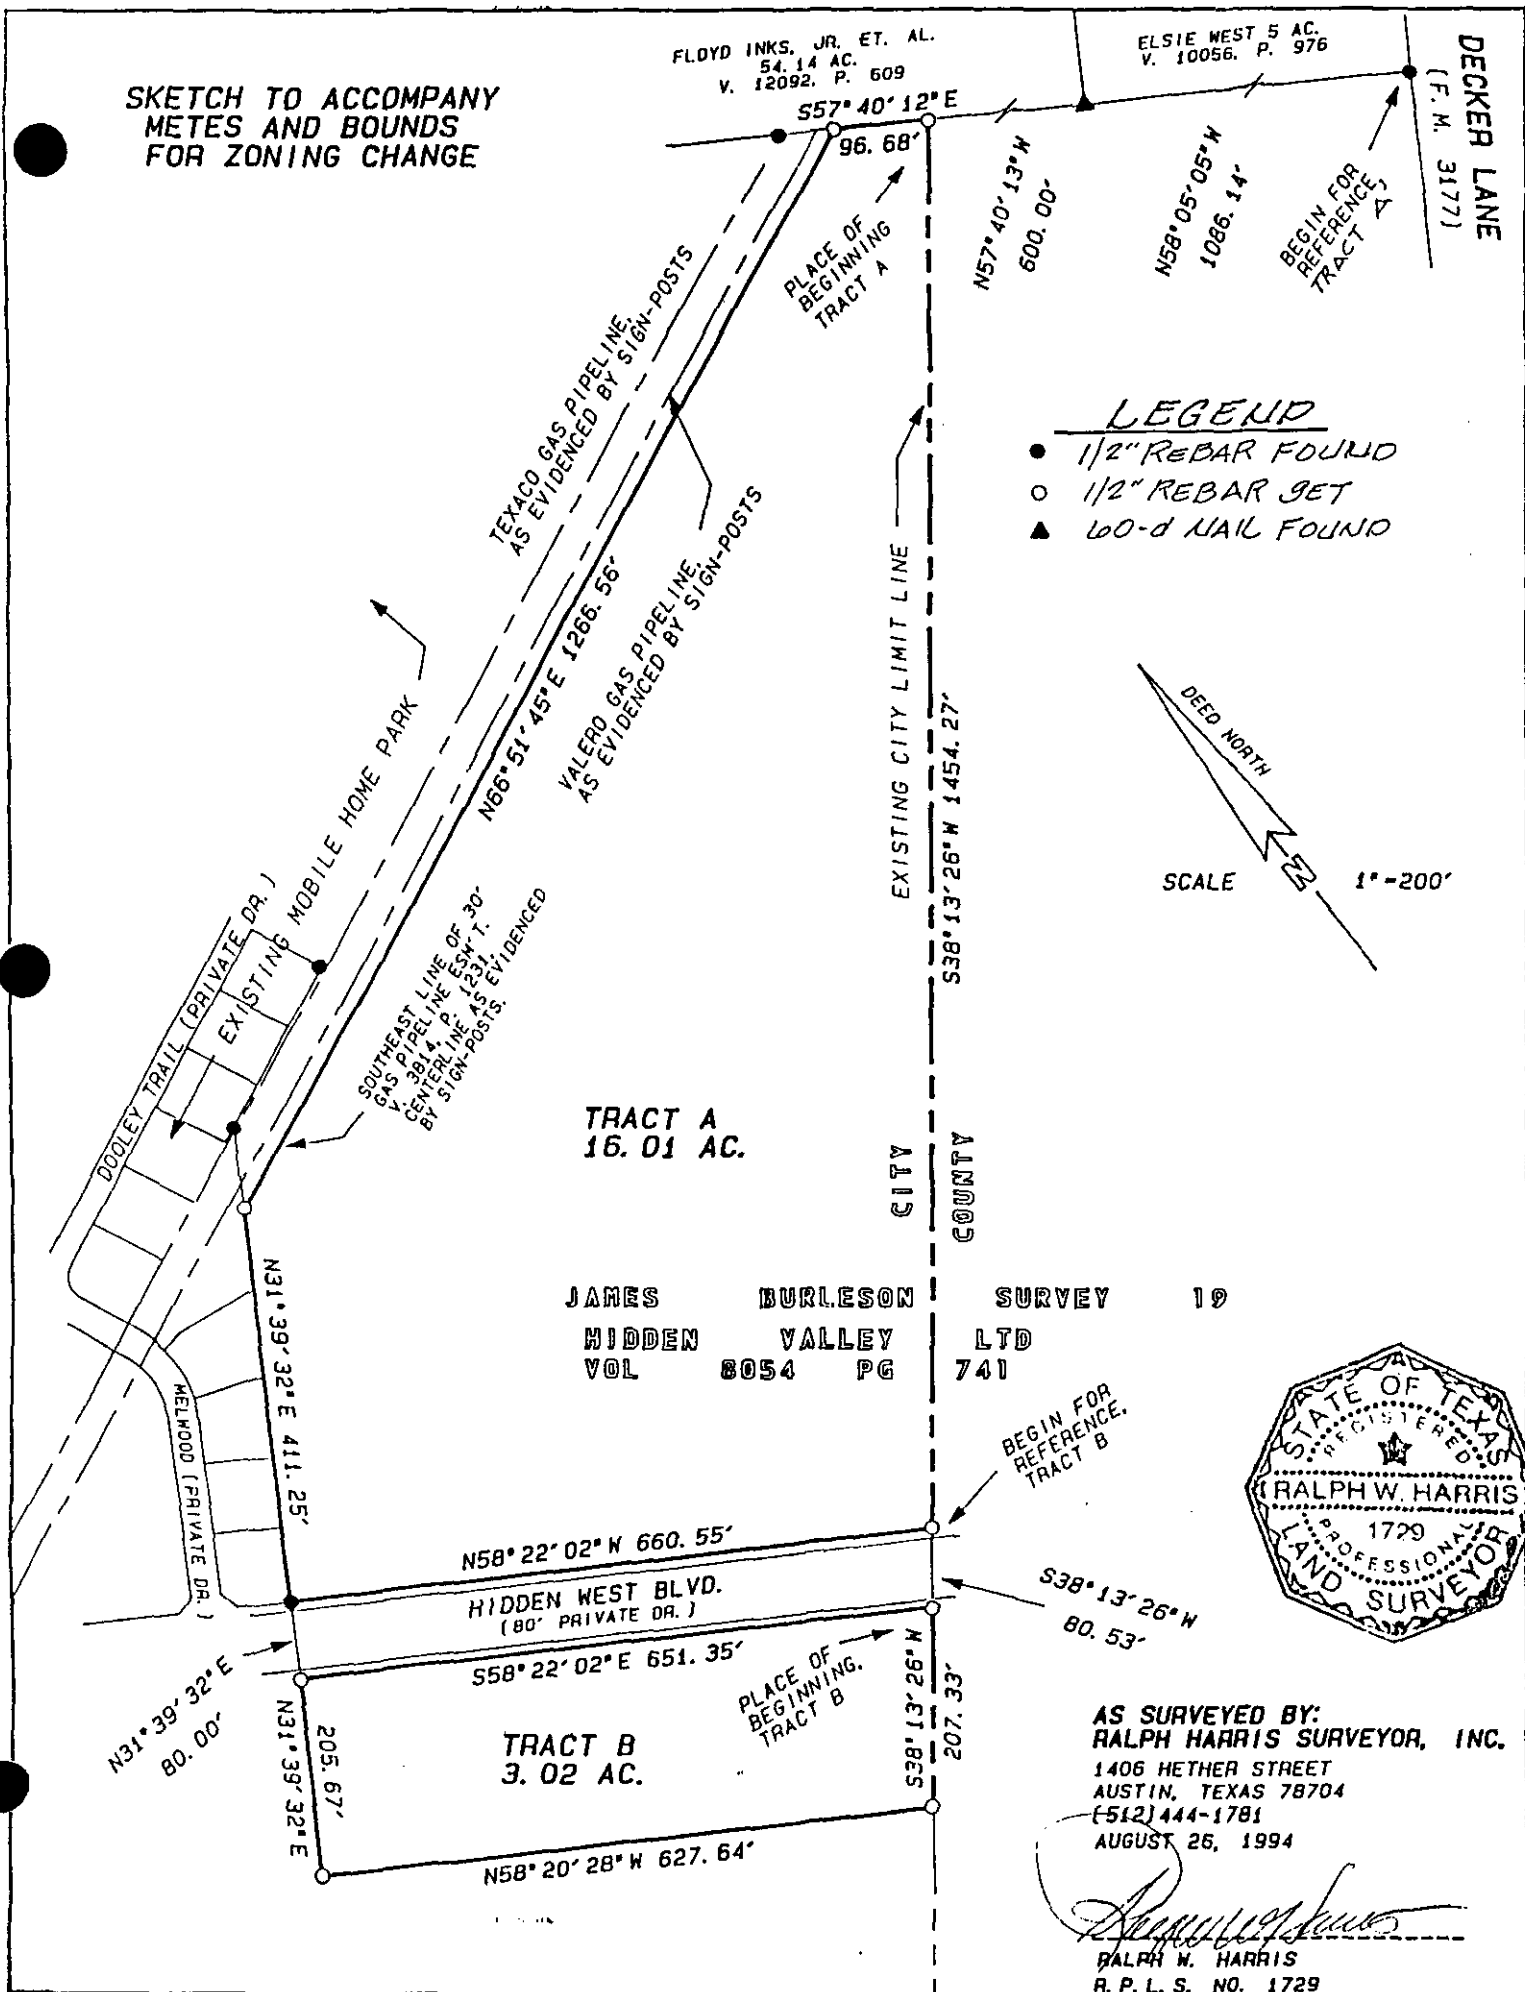 SKETCH TO ACCOMPANY
METES AND BOUNDS
FOR ZONING CHANGE
FLOYD INKS, JR. ET. AL.
54.14 AC.
V. 12092, P. 609
ELSIE WEST 5 AC.
V. 10056, P. 976
DECKER LANE
(F.M. 3177)
S57°40'12"E
96.68'
PLACE OF
BEGINNING
TRACT A
N57°40'13"W
600.00'
N58°05'05"W
1086.14'
BEGIN FOR
REFERENCE,
TRACT A
TEXACO GAS PIPELINE,
AS EVIDENCED BY SIGN-POSTS
LEGEND
1/2" REBAR FOUND
1/2" REBAR SET
60-d NAIL FOUND
N66°51'45"E 1266.56'
VALERO GAS PIPELINE,
AS EVIDENCED BY SIGN-POSTS
EXISTING CITY LIMIT LINE
S38°13'26"W 1454.27'
DEED NORTH
N
SCALE 1"=200'
DOOLEY TRAIL (PRIVATE DR.)
EXISTING MOBILE HOME PARK
SOUTHEAST LINE OF 30'
GAS PIPELINE ESM'T.
V. 3814, P. 1231,
CENTERLINE AS EVIDENCED
BY SIGN-POSTS.
TRACT A
16.01 AC.
CITY
COUNTY
JAMES BURLESON SURVEY 19
HIDDEN VALLEY LTD
VOL 8054 PG 741
N31°39'32"E 411.25'
MELWOOD (PRIVATE DR.)
BEGIN FOR
REFERENCE,
TRACT B
N58°22'02"W 660.55'
HIDDEN WEST BLVD.
(80' PRIVATE DR.)
S58°22'02"E 651.35'
S38°13'26"W
80.53'
N31°39'32"E
80.00'
PLACE OF
BEGINNING,
TRACT B
S38°13'26"W
207.33'
TRACT B
3.02 AC.
N31°39'32"E
205.67'
N58°20'28"W 627.64'
STATE OF TEXAS
REGISTERED
RALPH W. HARRIS
1729
PROFESSIONAL
LAND SURVEYOR
AS SURVEYED BY:
RALPH HARRIS SURVEYOR, INC.
1406 HETHER STREET
AUSTIN, TEXAS 78704
(512)444-1781
AUGUST 26, 1994
RALPH W. HARRIS
R.P.L.S. NO. 1729